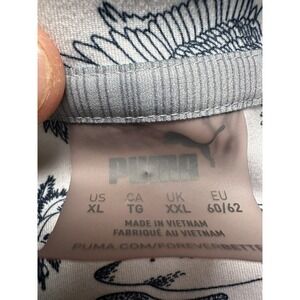 PUMA
US CA UK EU
XL TG XXL 60/62
MADE IN VIETNAM
FABRIQUÉ AU VIETNAM
PUMA.COM/FOREVERBETTE